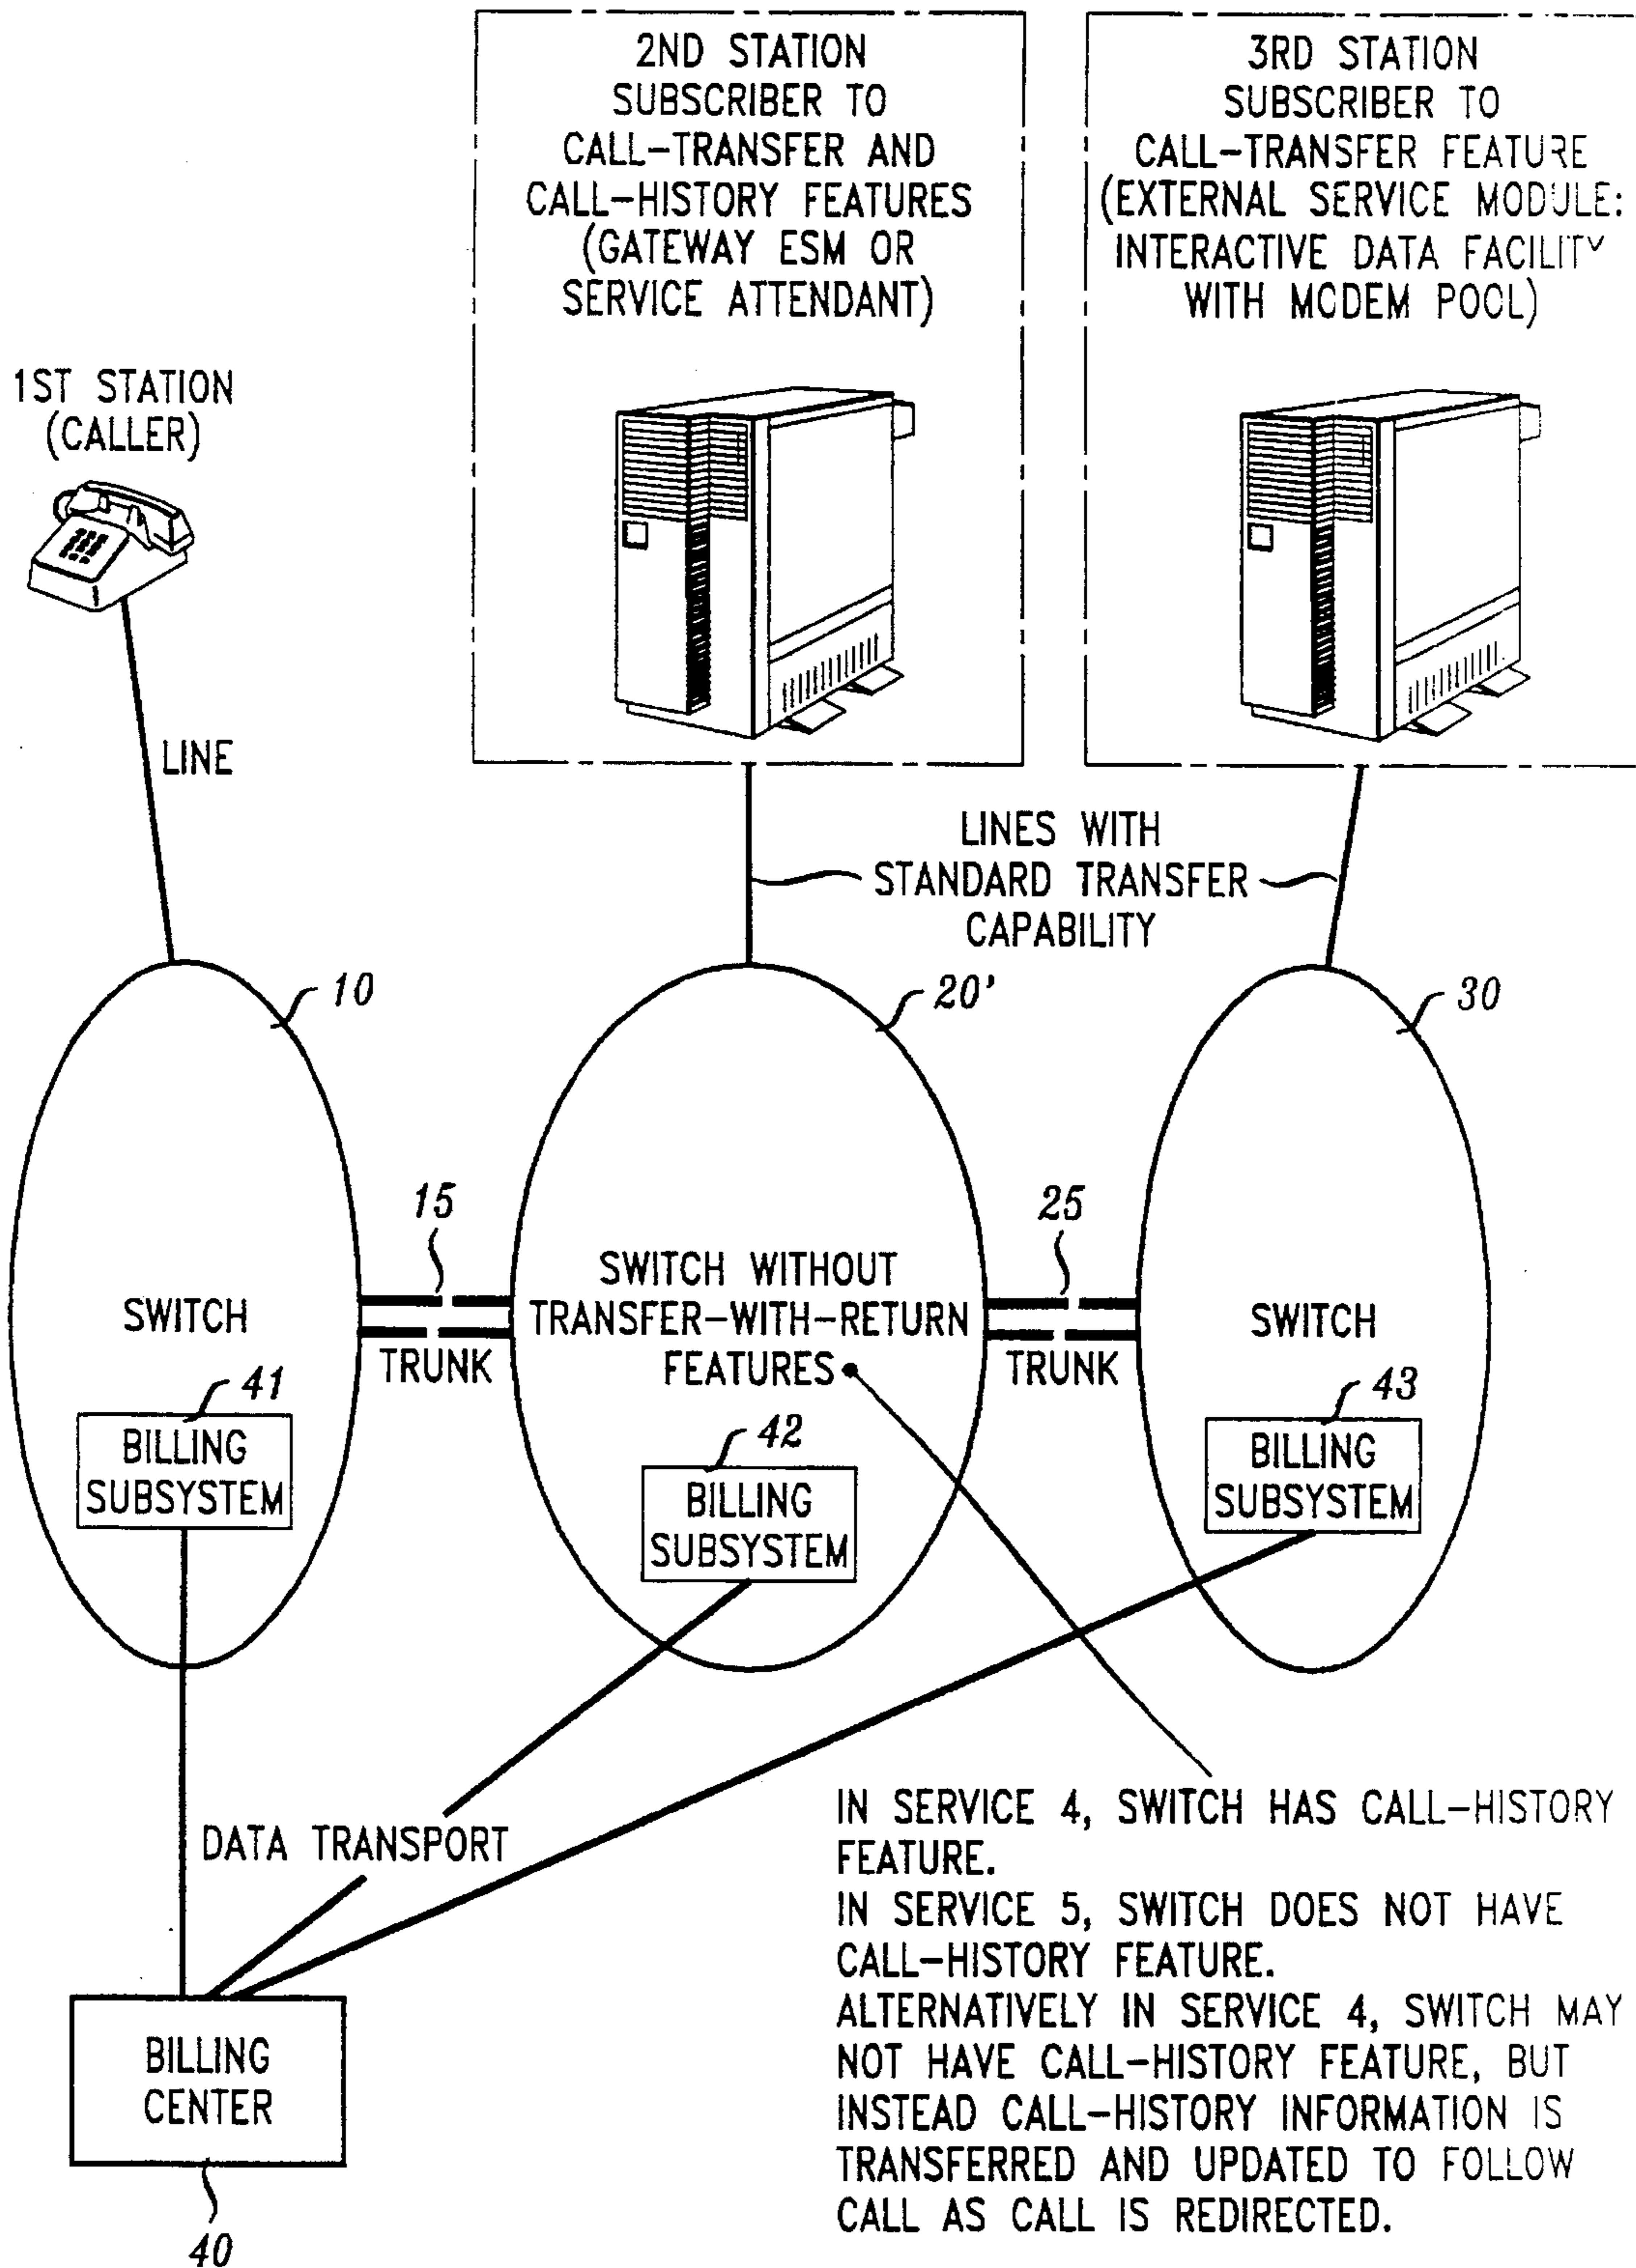 2ND STATION
SUBSCRIBER TO
CALL-TRANSFER AND
CALL-HISTORY FEATURES
(GATEWAY ESM OR
SERVICE ATTENDANT)
3RD STATION
SUBSCRIBER TO
CALL-TRANSFER FEATURE
(EXTERNAL SERVICE MODULE:
INTERACTIVE DATA FACILITY
WITH MODEM POOL)
1ST STATION
(CALLER)
LINE
LINES WITH
STANDARD TRANSFER
CAPABILITY
10
20'
30
15
25
SWITCH
TRUNK
SWITCH WITHOUT
TRANSFER-WITH-RETURN
FEATURES
TRUNK
SWITCH
41
BILLING
SUBSYSTEM
42
BILLING
SUBSYSTEM
43
BILLING
SUBSYSTEM
DATA TRANSPORT
IN SERVICE 4, SWITCH HAS CALL-HISTORY
FEATURE.
IN SERVICE 5, SWITCH DOES NOT HAVE
CALL-HISTORY FEATURE.
ALTERNATIVELY IN SERVICE 4, SWITCH MAY
NOT HAVE CALL-HISTORY FEATURE, BUT
INSTEAD CALL-HISTORY INFORMATION IS
TRANSFERRED AND UPDATED TO FOLLOW
CALL AS CALL IS REDIRECTED.
BILLING
CENTER
40